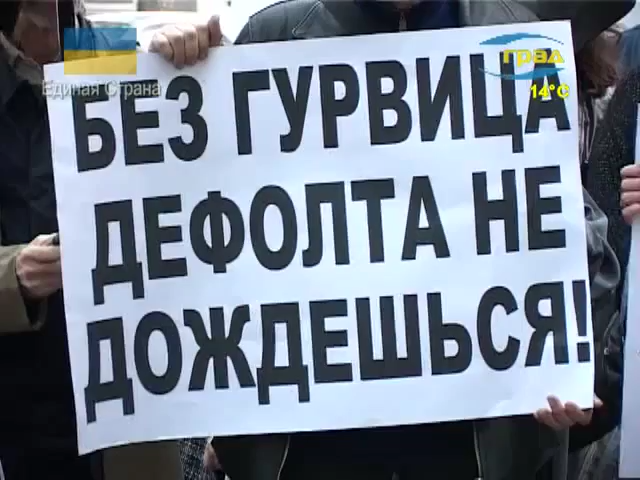 Единая Страна
град
14°C
БЕЗ ГУРВИЦА
ДЕФОЛТА НЕ
ДОЖДЕШЬСЯ!